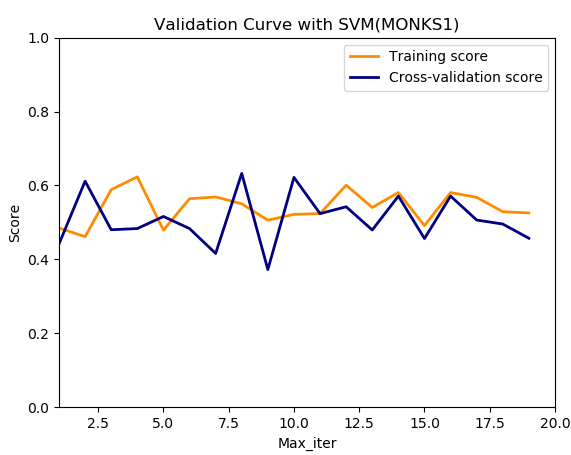 Validation Curve with SVM(MONKS1)
1.0
0.8
0.6
0.4
0.2
0.0
Score
Training score
Cross-validation score
2.5 5.0 7.5 10.0 12.5 15.0 17.5 20.0
Max_iter